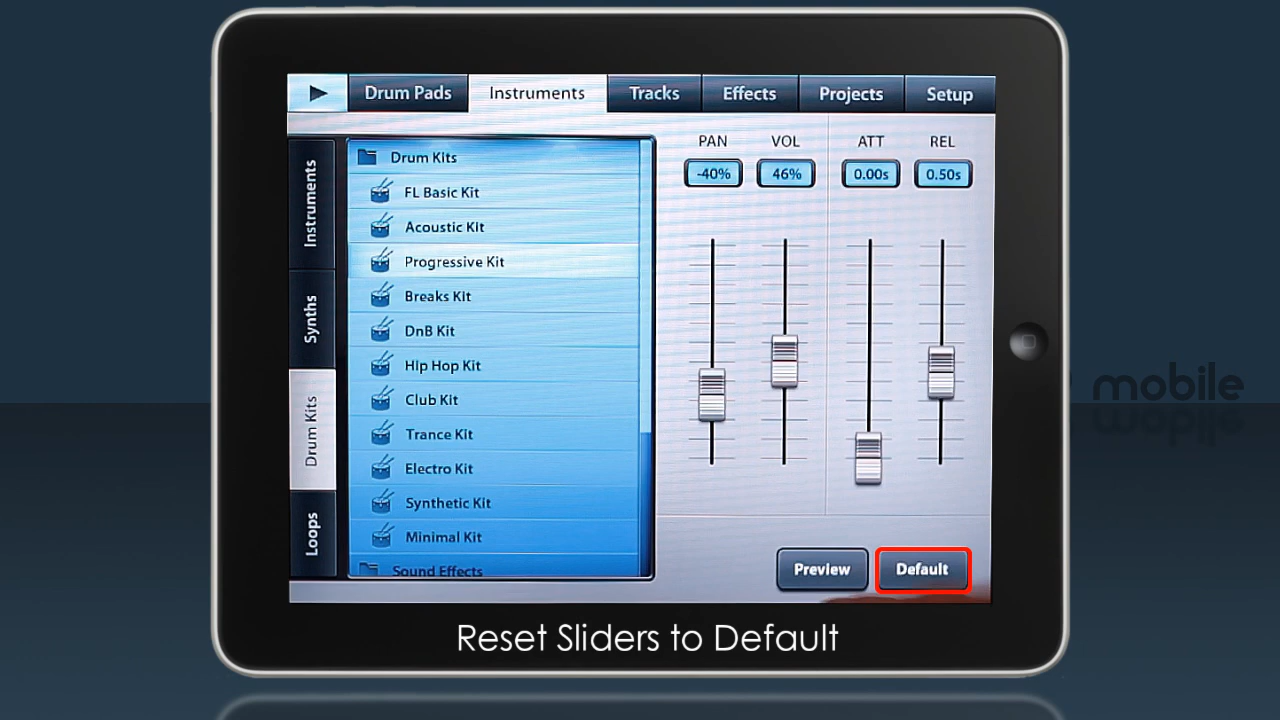 Drum Pads Instruments Tracks Effects Projects Setup
Instruments
Synths
Drum Kits
Loops
Drum Kits
FL Basic Kit
Acoustic Kit
Progressive Kit
Breaks Kit
DnB Kit
Hip Hop Kit
Club Kit
Trance Kit
Electro Kit
Synthetic Kit
Minimal Kit
Sound Effects
PAN VOL ATT REL
-40% 46% 0.00s 0.50s
Preview Default
mobile
Reset Sliders to Default